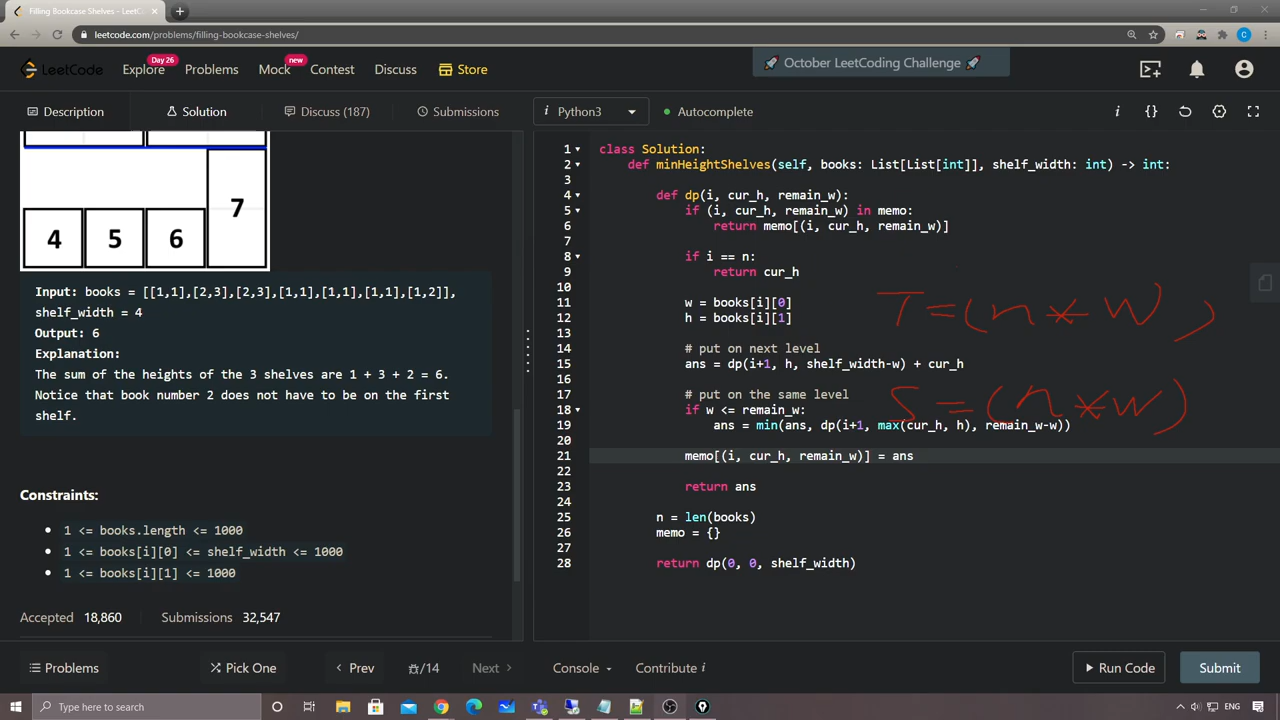 Filling Bookcase Shelves - LeetC
leetcode.com/problems/filling-bookcase-shelves/
LeetCode
Explore
Day 26
Problems
Mock
new
Contest
Discuss
Store
🚀 October LeetCoding Challenge 🚀
Description
Solution
Discuss (187)
Submissions
i Python3
Autocomplete
7
4 5 6
Input: books = [[1,1],[2,3],[2,3],[1,1],[1,1],[1,1],[1,2]],
shelf_width = 4
Output: 6
Explanation:
The sum of the heights of the 3 shelves are 1 + 3 + 2 = 6.
Notice that book number 2 does not have to be on the first
shelf.
Constraints:
1 <= books.length <= 1000
1 <= books[i][0] <= shelf_width <= 1000
1 <= books[i][1] <= 1000
Accepted 18,860 Submissions 32,547
1 class Solution:
2 def minHeightShelves(self, books: List[List[int]], shelf_width: int) -> int:
3
4 def dp(i, cur_h, remain_w):
5 if (i, cur_h, remain_w) in memo:
6 return memo[(i, cur_h, remain_w)]
7
8 if i == n:
9 return cur_h
10
11 w = books[i][0]
12 h = books[i][1]
13
14 # put on next level
15 ans = dp(i+1, h, shelf_width-w) + cur_h
16
17 # put on the same level
18 if w <= remain_w:
19 ans = min(ans, dp(i+1, max(cur_h, h), remain_w-w))
20
21 memo[(i, cur_h, remain_w)] = ans
22
23 return ans
24
25 n = len(books)
26 memo = {}
27
28 return dp(0, 0, shelf_width)
T=(n*W)
S=(n*w)
Problems
Pick One
Prev
/14
Next
Console
Contribute i
Run Code
Submit
Type here to search
ENG